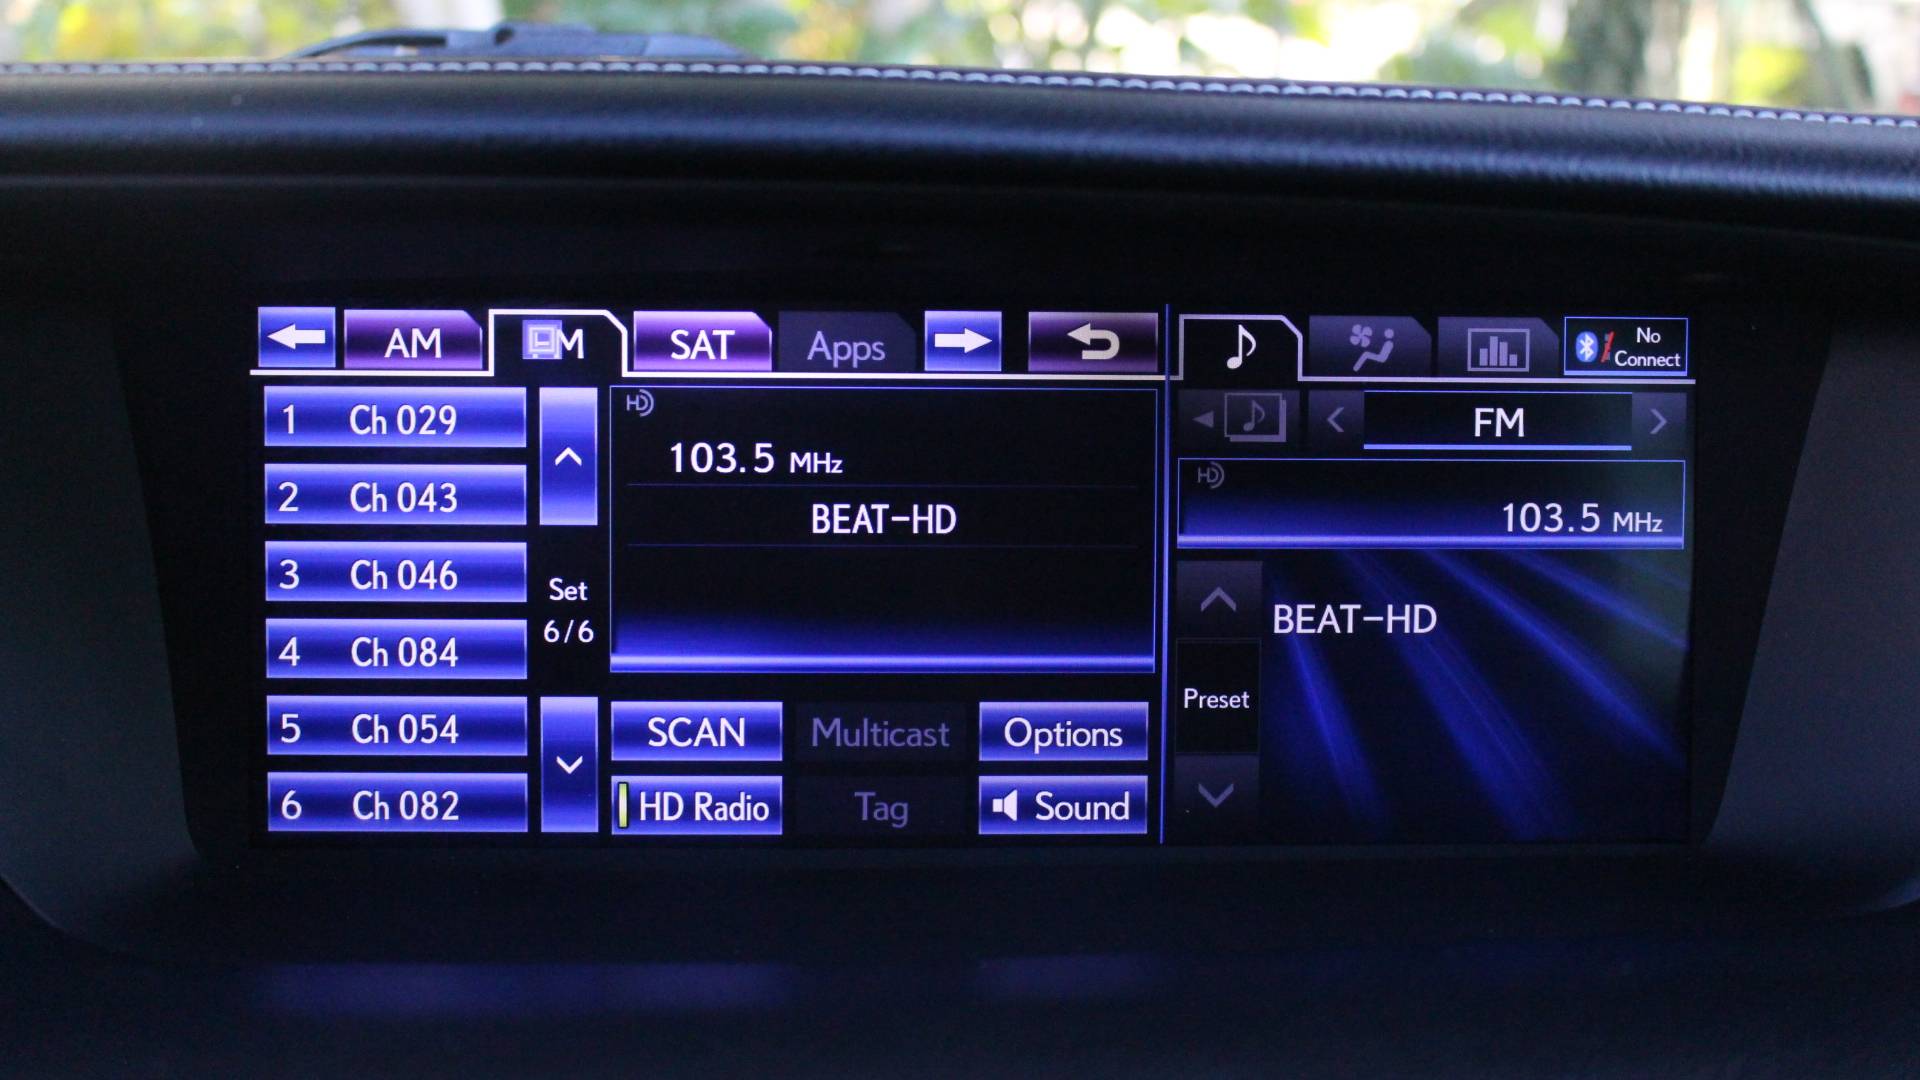 AM
M
SAT
Apps
No
Connect
1 Ch 029
2 Ch 043
3 Ch 046
4 Ch 084
5 Ch 054
6 Ch 082
Set
6/6
HD
103.5 MHz
BEAT-HD
SCAN
Multicast
Options
HD Radio
Tag
Sound
FM
HD
103.5 MHz
BEAT-HD
Preset